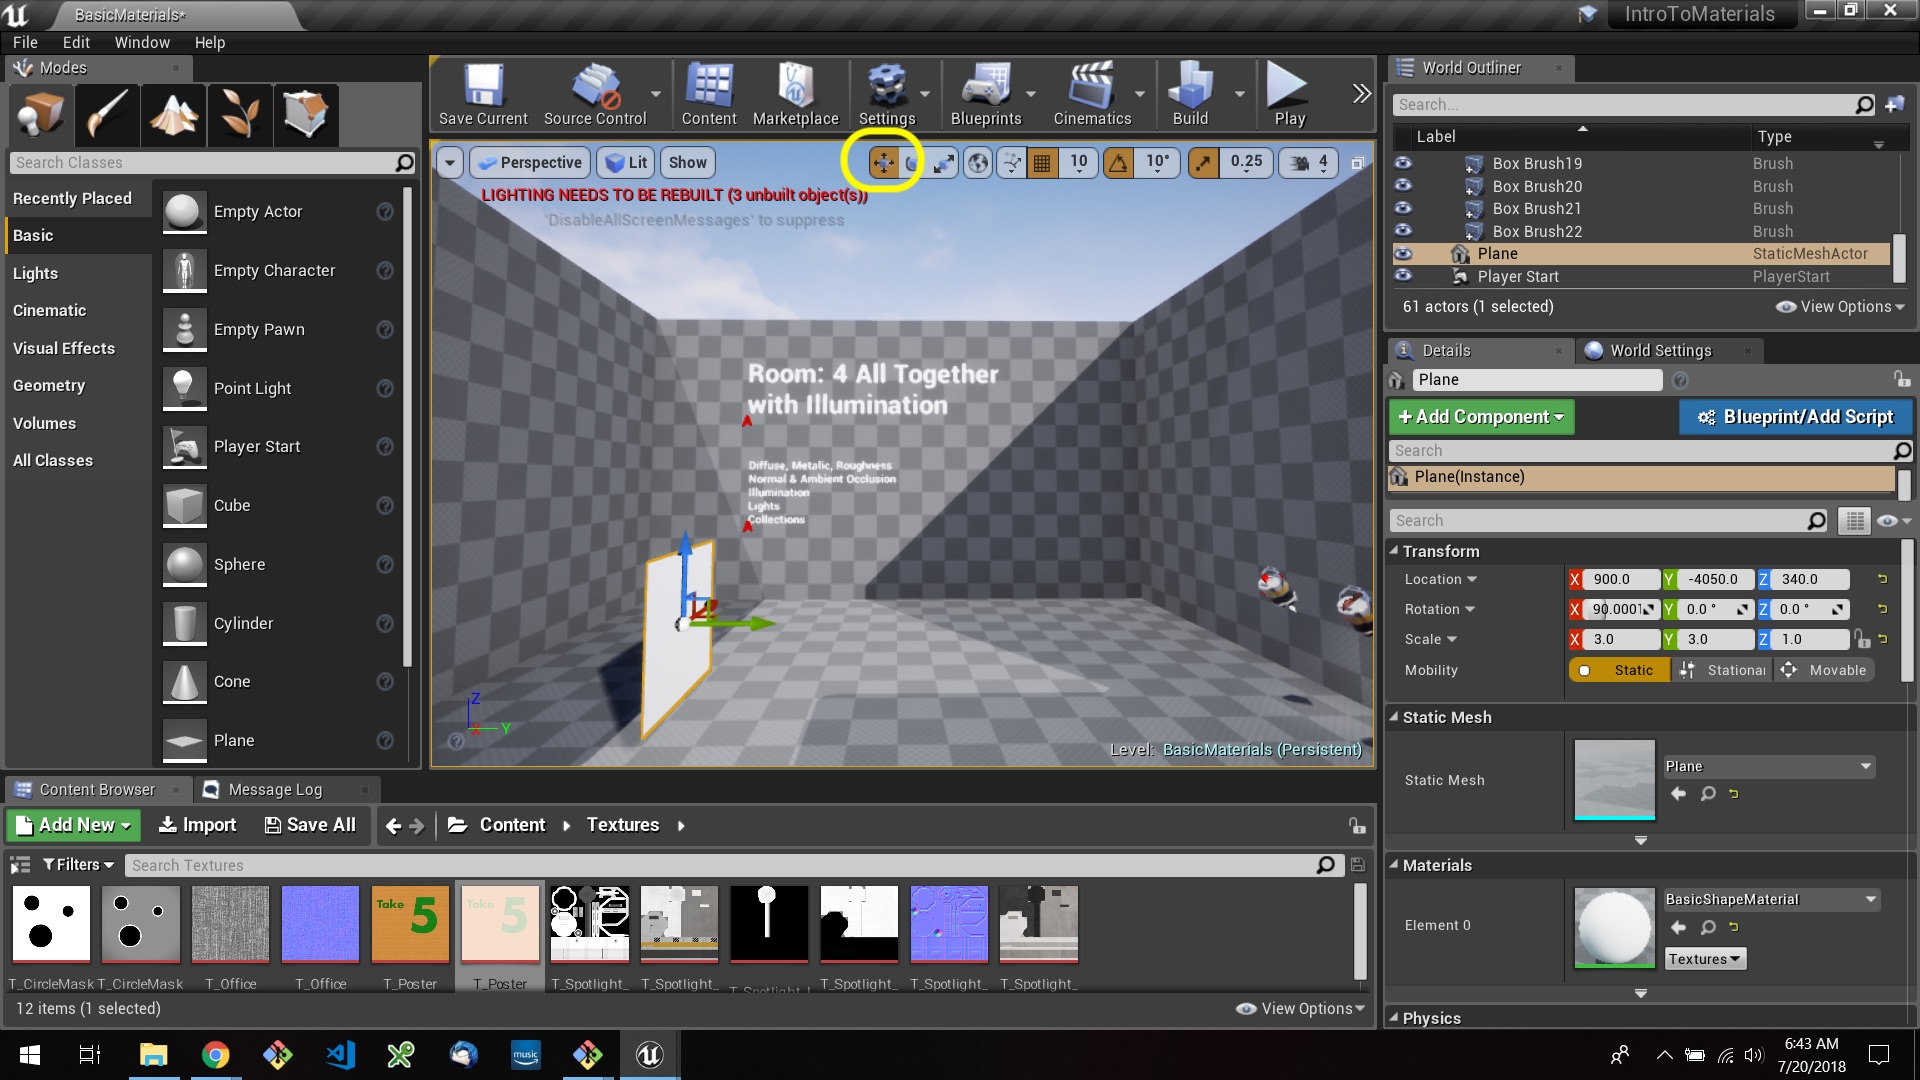 BasicMaterials*
IntroToMaterials
File Edit Window Help
Modes
Save Current Source Control Content Marketplace Settings Blueprints Cinematics Build Play
World Outliner
Search...
Label Type
Search Classes
Perspective Lit Show 10 10° 0.25 4
LIGHTING NEEDS TO BE REBUILT (3 unbuilt object(s))
'DisableAllScreenMessages' to suppress
Recently Placed
Basic
Lights
Cinematic
Visual Effects
Geometry
Volumes
All Classes
Empty Actor
Empty Character
Empty Pawn
Point Light
Player Start
Cube
Sphere
Cylinder
Cone
Plane
Room: 4 All Together
with Illumination
Diffuse, Metalic, Roughness
Normal & Ambient Occlusion
Illumination
Lights
Collections
Z
X Y
Level: BasicMaterials (Persistent)
Box Brush19 Brush
Box Brush20 Brush
Box Brush21 Brush
Box Brush22 Brush
Plane StaticMeshActor
Player Start PlayerStart
61 actors (1 selected) View Options
Details World Settings
Plane
+ Add Component Blueprint/Add Script
Search
Plane(Instance)
Search
Transform
Location X 900.0 Y -4050.0 Z 340.0
Rotation X 90.0001 Y 0.0 ° Z 0.0 °
Scale X 3.0 Y 3.0 Z 1.0
Mobility Static Stationar Movable
Static Mesh
Static Mesh Plane
Materials
Element 0 BasicShapeMaterial
Textures
Physics
Content Browser Message Log
Add New Import Save All Content Textures
Filters Search Textures
Take 5 Take 5
T_CircleMask T_CircleMask T_Office T_Office T_Poster T_Poster T_Spotlight_ T_Spotlight_ T_Spotlight_ T_Spotlight_ T_Spotlight_ T_Spotlight_
12 items (1 selected) View Options
music
6:43 AM
7/20/2018